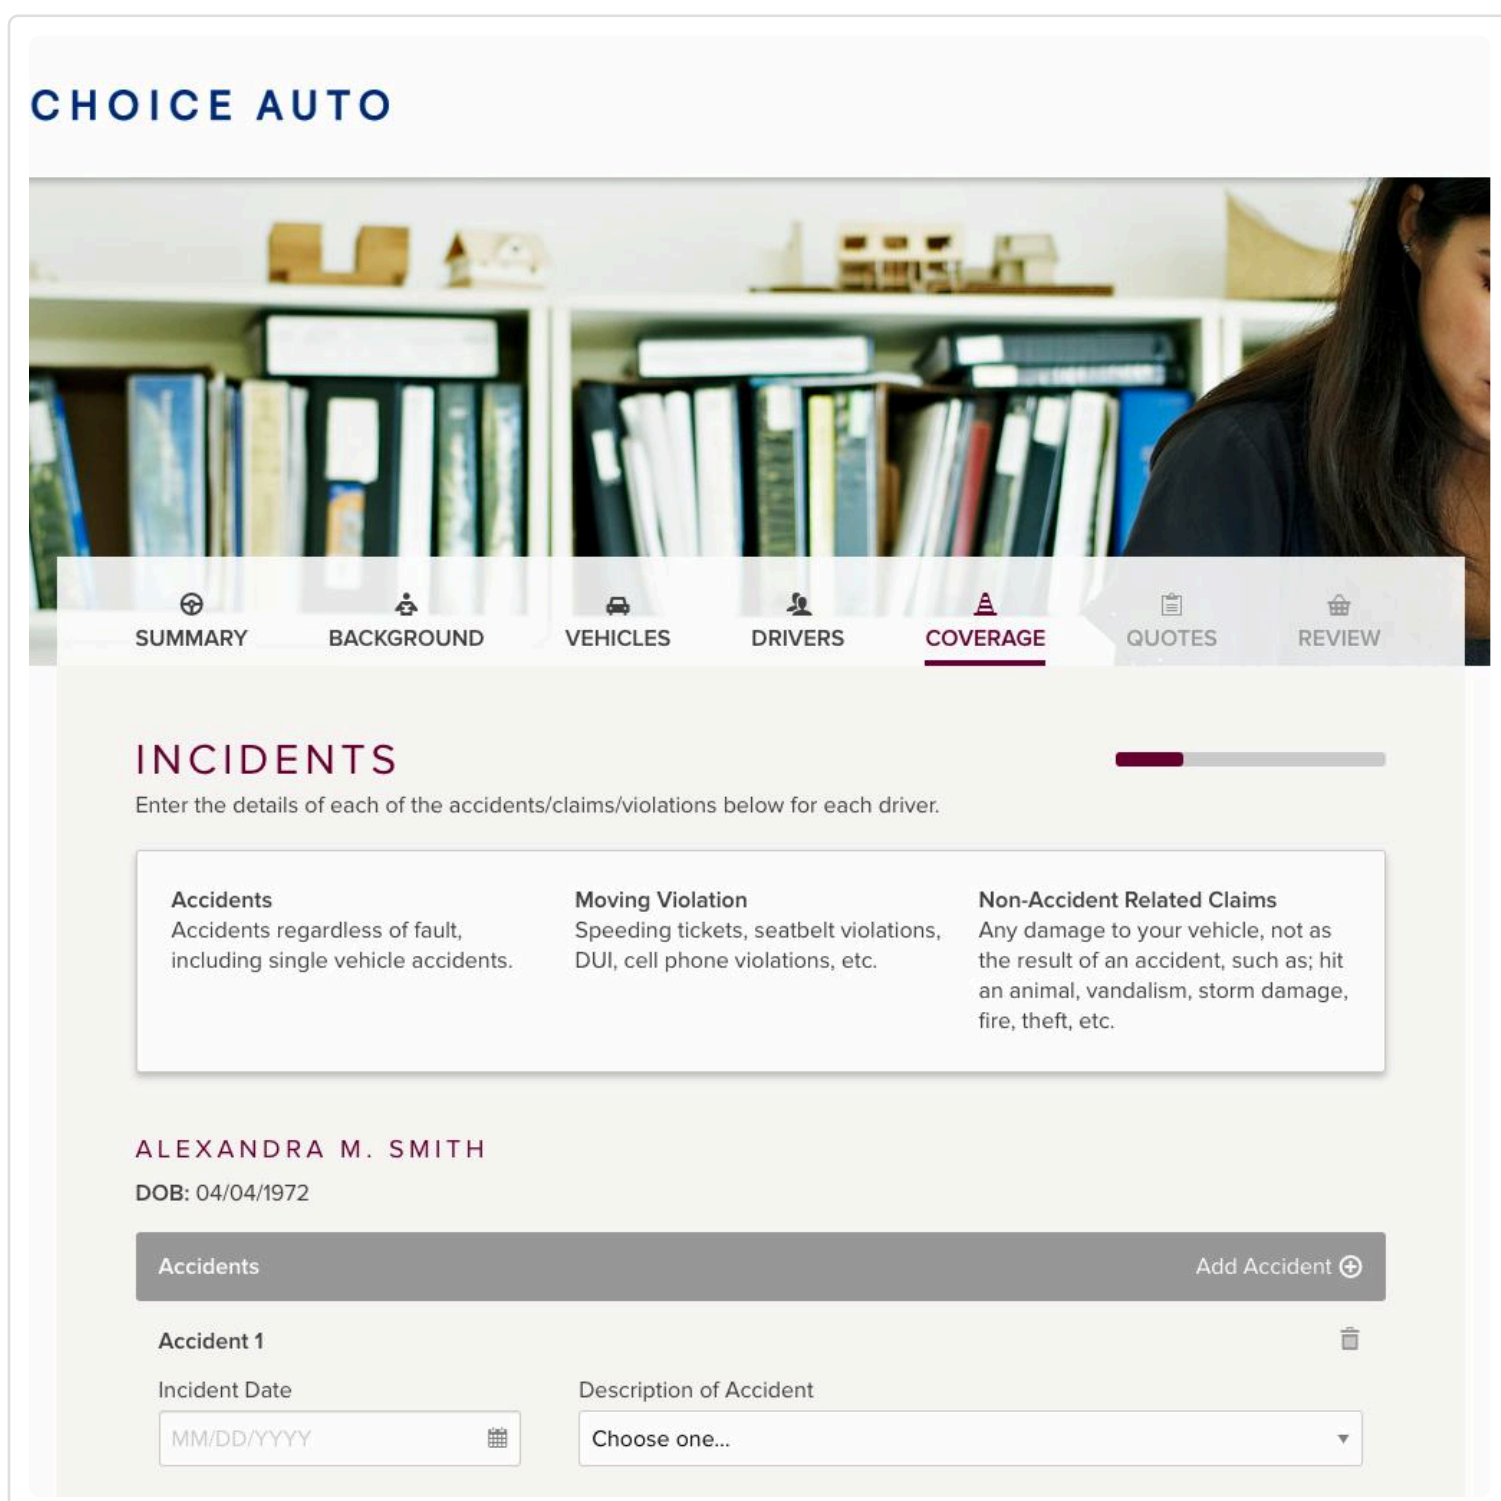 CHOICE AUTO
SUMMARY
BACKGROUND
VEHICLES
DRIVERS
COVERAGE
QUOTES
REVIEW
INCIDENTS
Enter the details of each of the accidents/claims/violations below for each driver.
Accidents
Accidents regardless of fault,
including single vehicle accidents.
Moving Violation
Speeding tickets, seatbelt violations,
DUI, cell phone violations, etc.
Non-Accident Related Claims
Any damage to your vehicle, not as
the result of an accident, such as; hit
an animal, vandalism, storm damage,
fire, theft, etc.
ALEXANDRA M. SMITH
DOB: 04/04/1972
Accidents
Add Accident
Accident 1
Incident Date
Description of Accident
MM/DD/YYYY
Choose one...